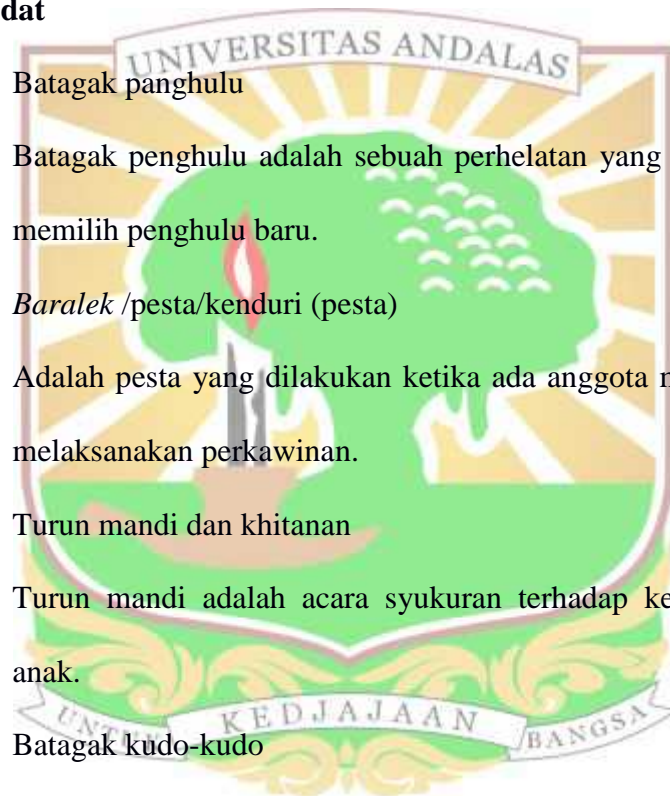 dat
UNIVERSITAS ANDALAS
Batagak panghulu
Batagak penghulu adalah sebuah perhelatan yang
memilih penghulu baru.
Baralek /pesta/kenduri (pesta)
Adalah pesta yang dilakukan ketika ada anggota
melaksanakan perkawinan.
Turun mandi dan khitanan
Turun mandi adalah acara syukuran terhadap ke
anak.
UNTUK KEDJAJAAN BANGSA
Batagak kudo-kudo